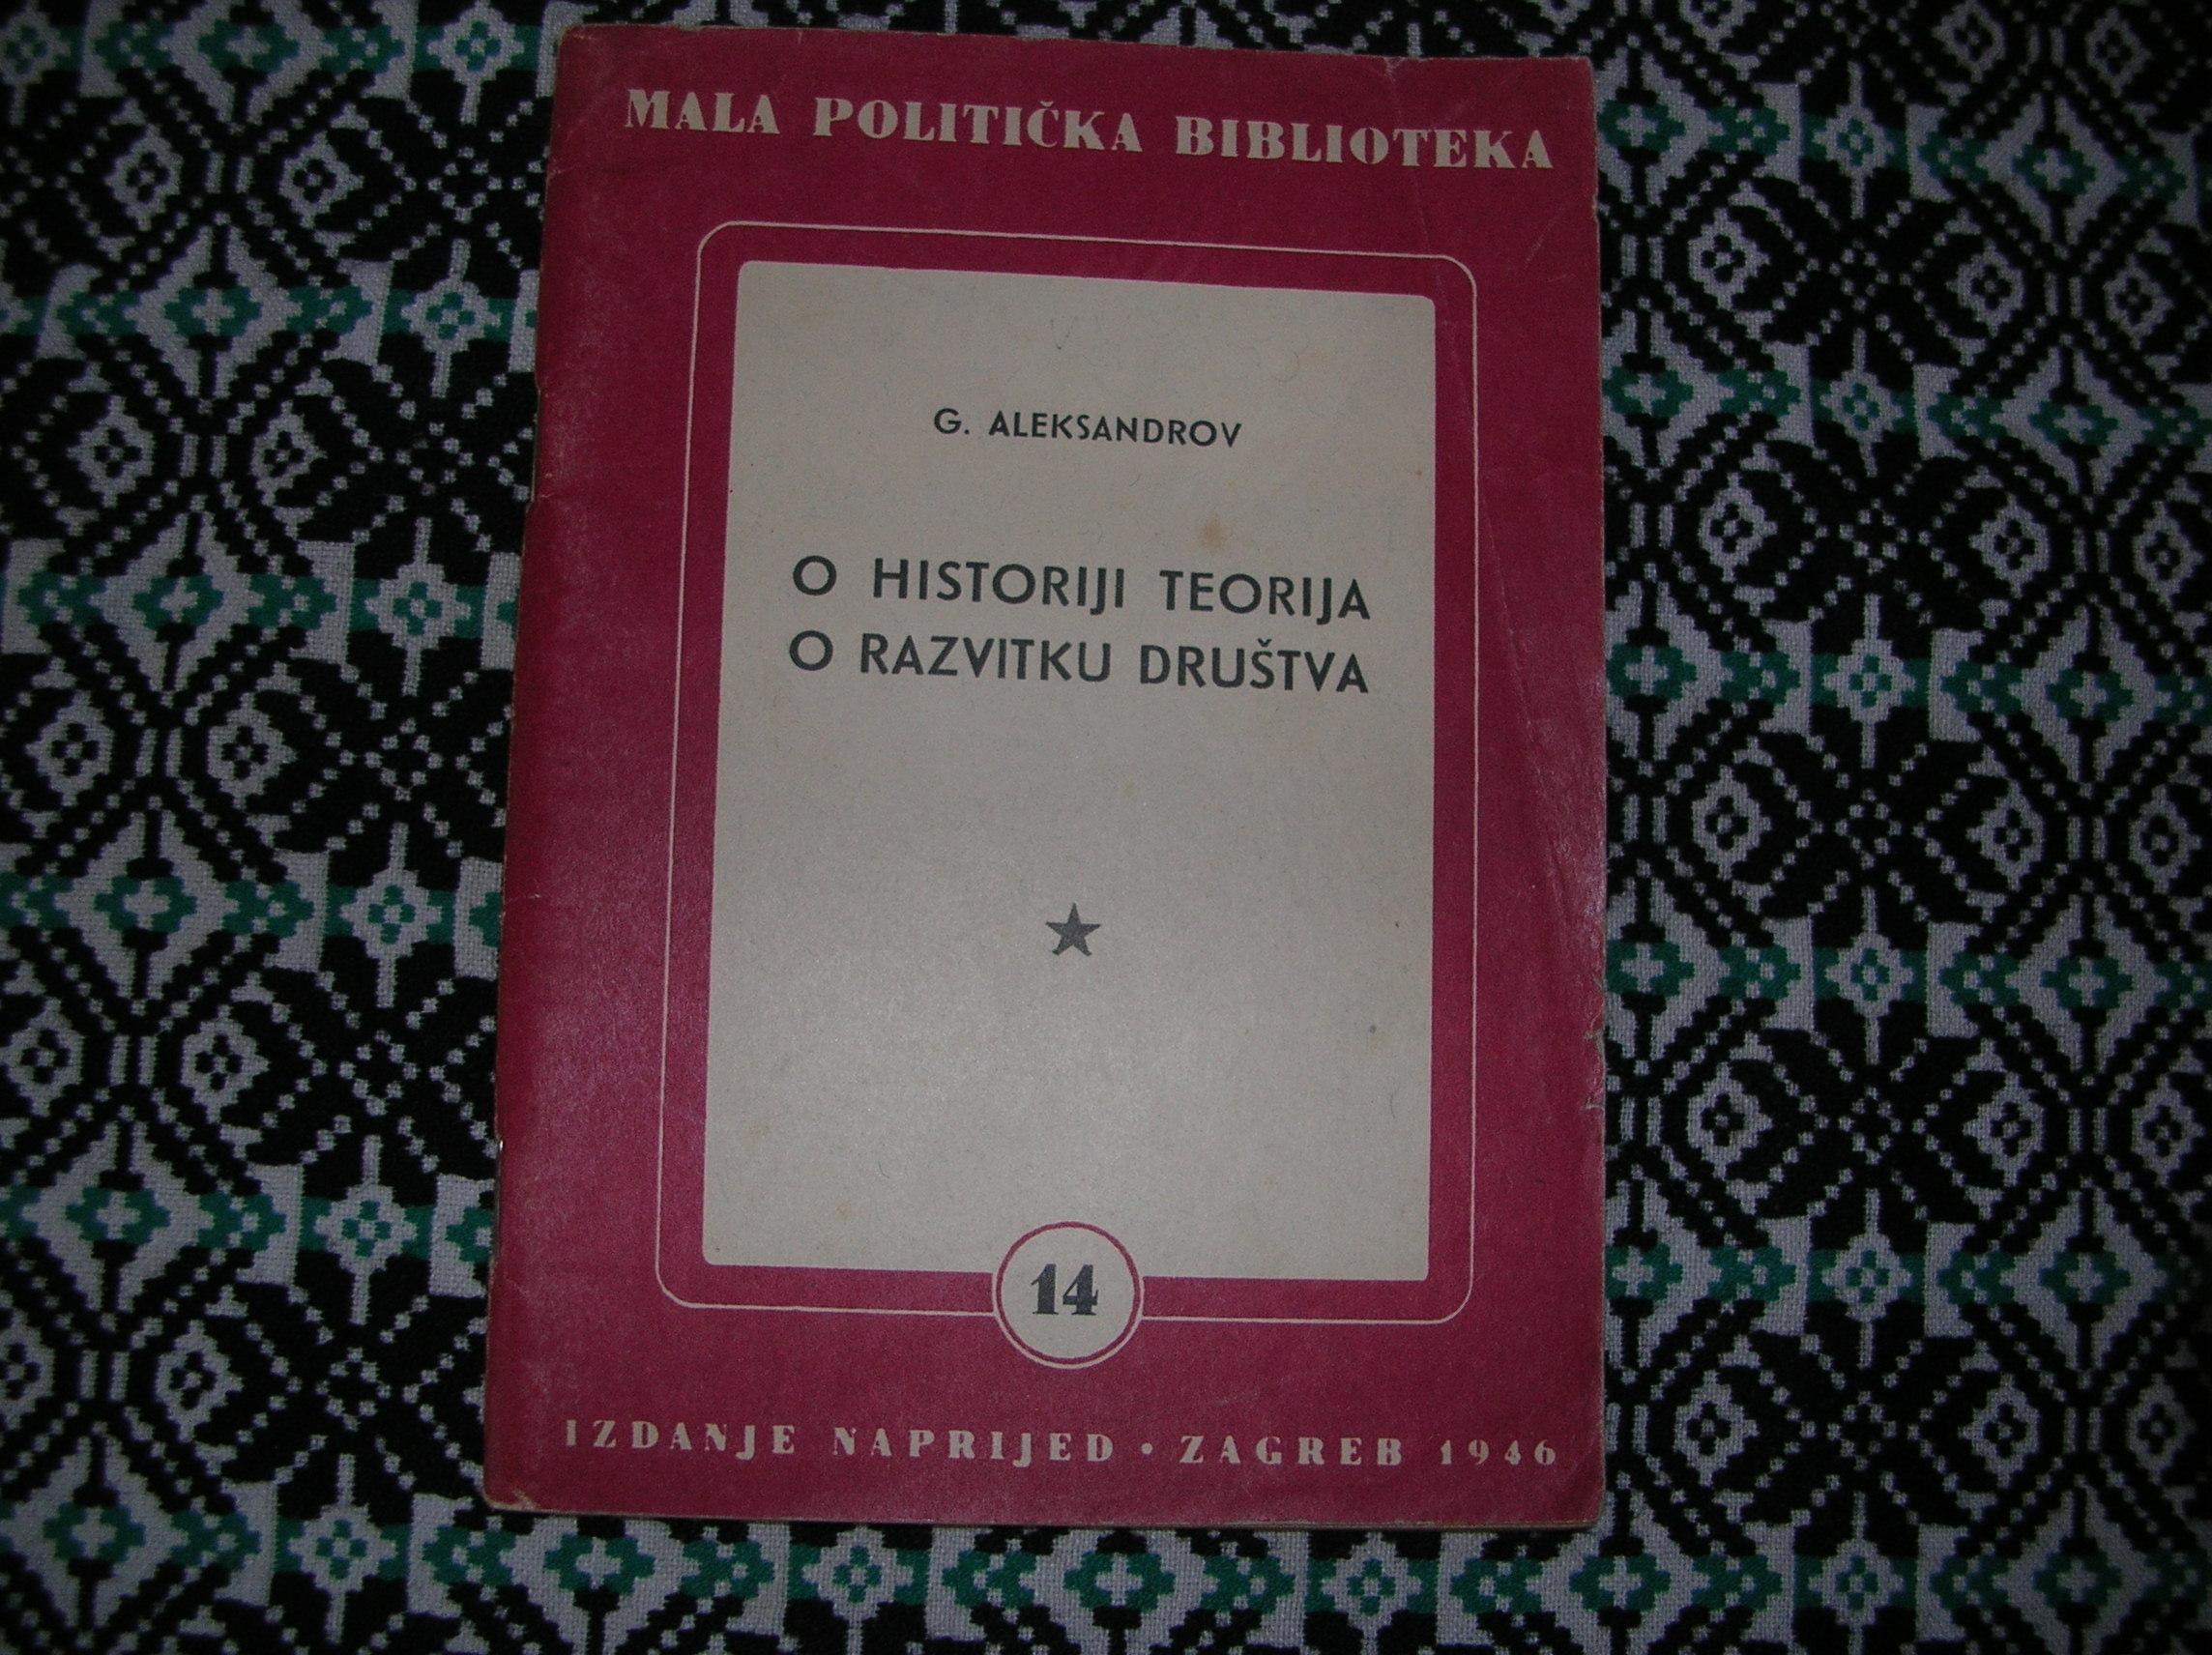 MALA POLITIČKA BIBLIOTEKA
G. ALEKSANDROV
O HISTORIJI TEORIJA
O RAZVITKU DRUŠTVA
14
IZDANJE NAPRIJED • ZAGREB 1946